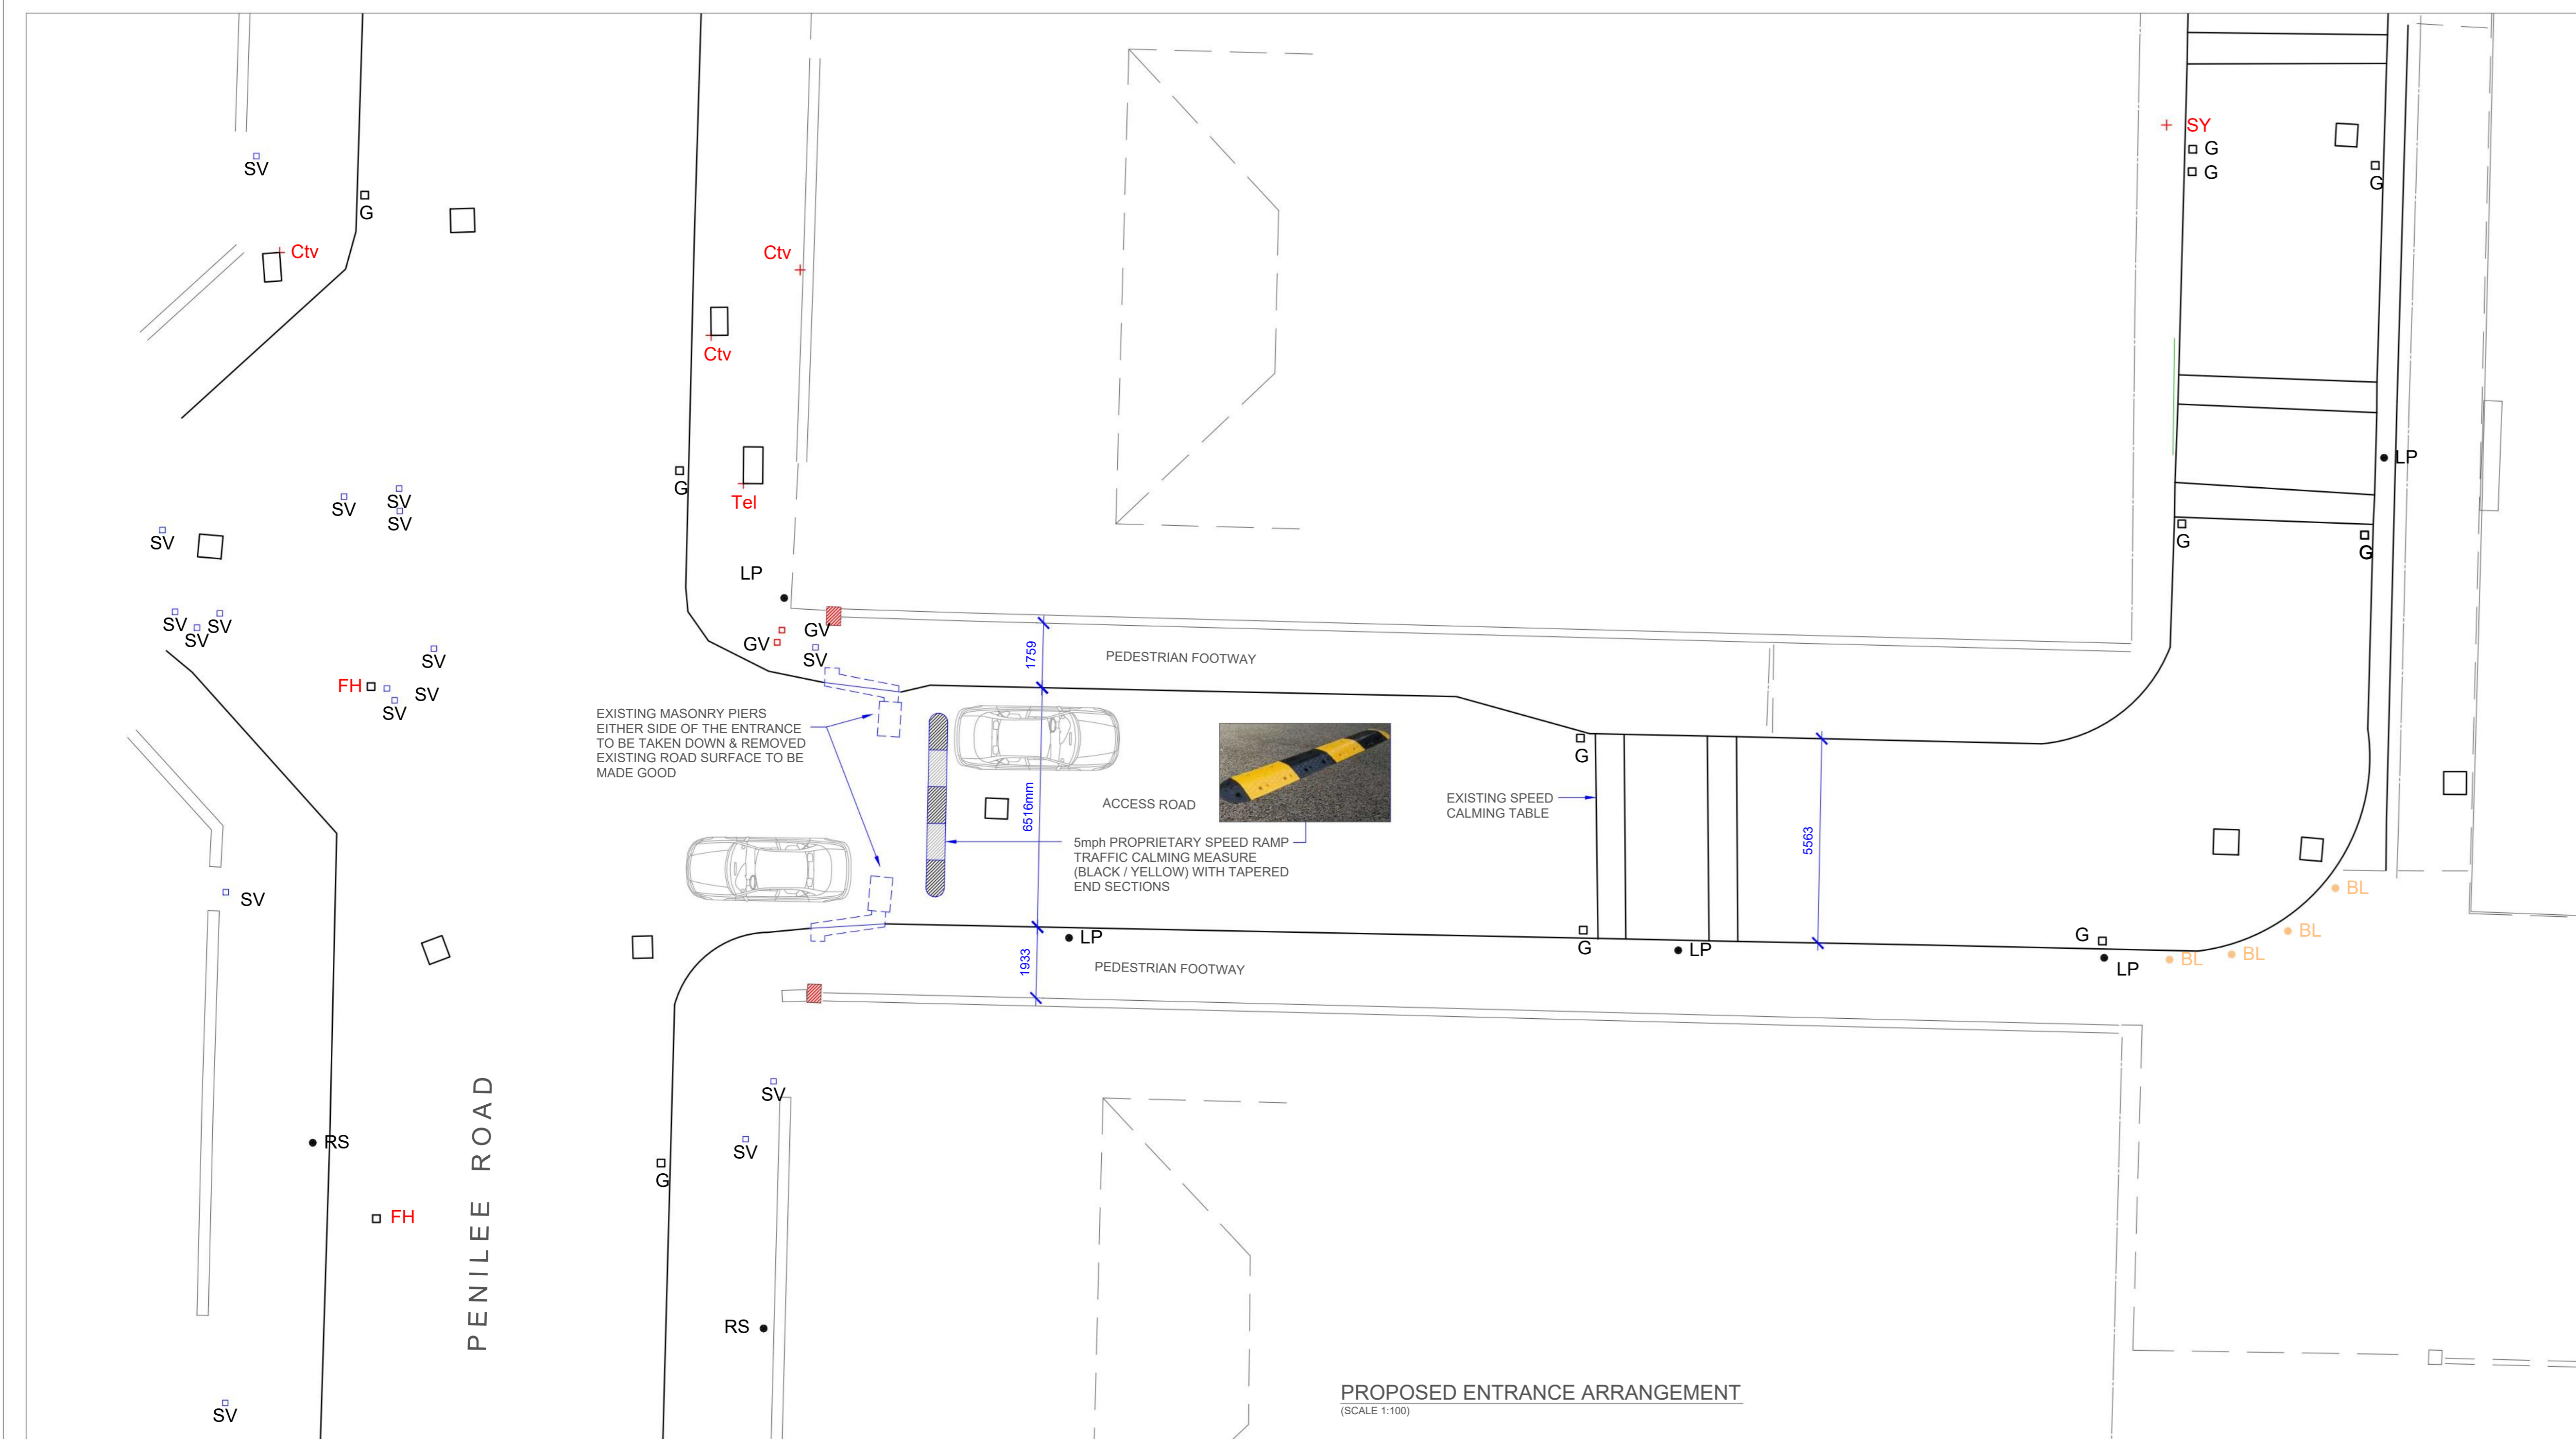 SY
G
G
G
SV
G
Ctv
Ctv
Ctv
LP
G
Tel
SV
SV
SV
SV
G
G
LP
SV
SV
SV
GV
GV
SV
SV
PEDESTRIAN FOOTWAY
1759
FH
SV
SV
EXISTING MASONRY PIERS
EITHER SIDE OF THE ENTRANCE
TO BE TAKEN DOWN & REMOVED
EXISTING ROAD SURFACE TO BE
MADE GOOD
G
ACCESS ROAD
6516mm
EXISTING SPEED
CALMING TABLE
5563
5mph PROPRIETARY SPEED RAMP
TRAFFIC CALMING MEASURE
(BLACK / YELLOW) WITH TAPERED
END SECTIONS
SV
BL
BL
BL
BL
LP
G
LP
G
LP
1933
PEDESTRIAN FOOTWAY
SV
SV
RS
G
FH
PENILEE ROAD
RS
SV
PROPOSED ENTRANCE ARRANGEMENT
(SCALE 1:100)